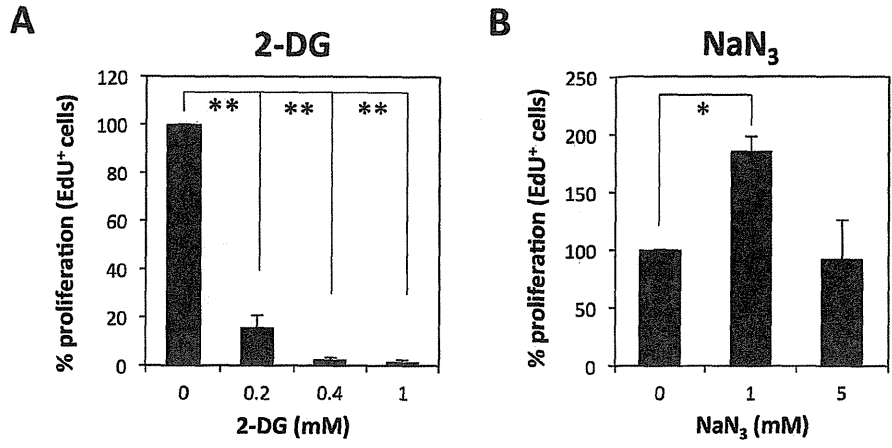 A
2-DG
% proliferation (EdU⁺ cells)
120
100
80
60
40
20
0
** ** **
0 0.2 0.4 1
2-DG (mM)
B
NaN₃
% proliferation (EdU⁺ cells)
250
200
150
100
50
0
*
0 1 5
NaN₃ (mM)